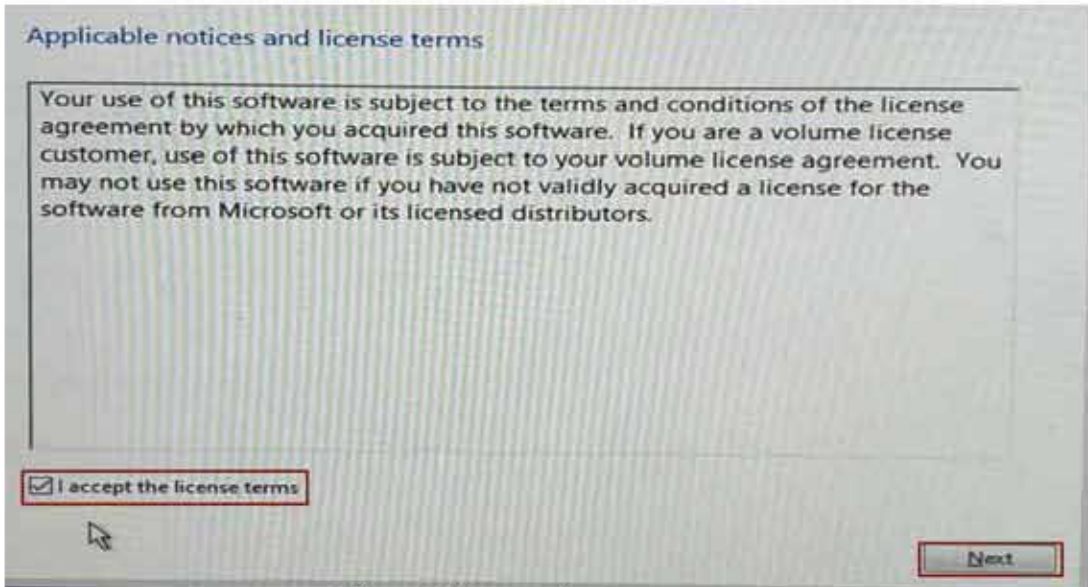 Applicable notices and license terms
Your use of this software is subject to the terms and conditions of the license
agreement by which you acquired this software.  If you are a volume license
customer, use of this software is subject to your volume license agreement.  You
may not use this software if you have not validly acquired a license for the
software from Microsoft or its licensed distributors.
I accept the license terms
Next